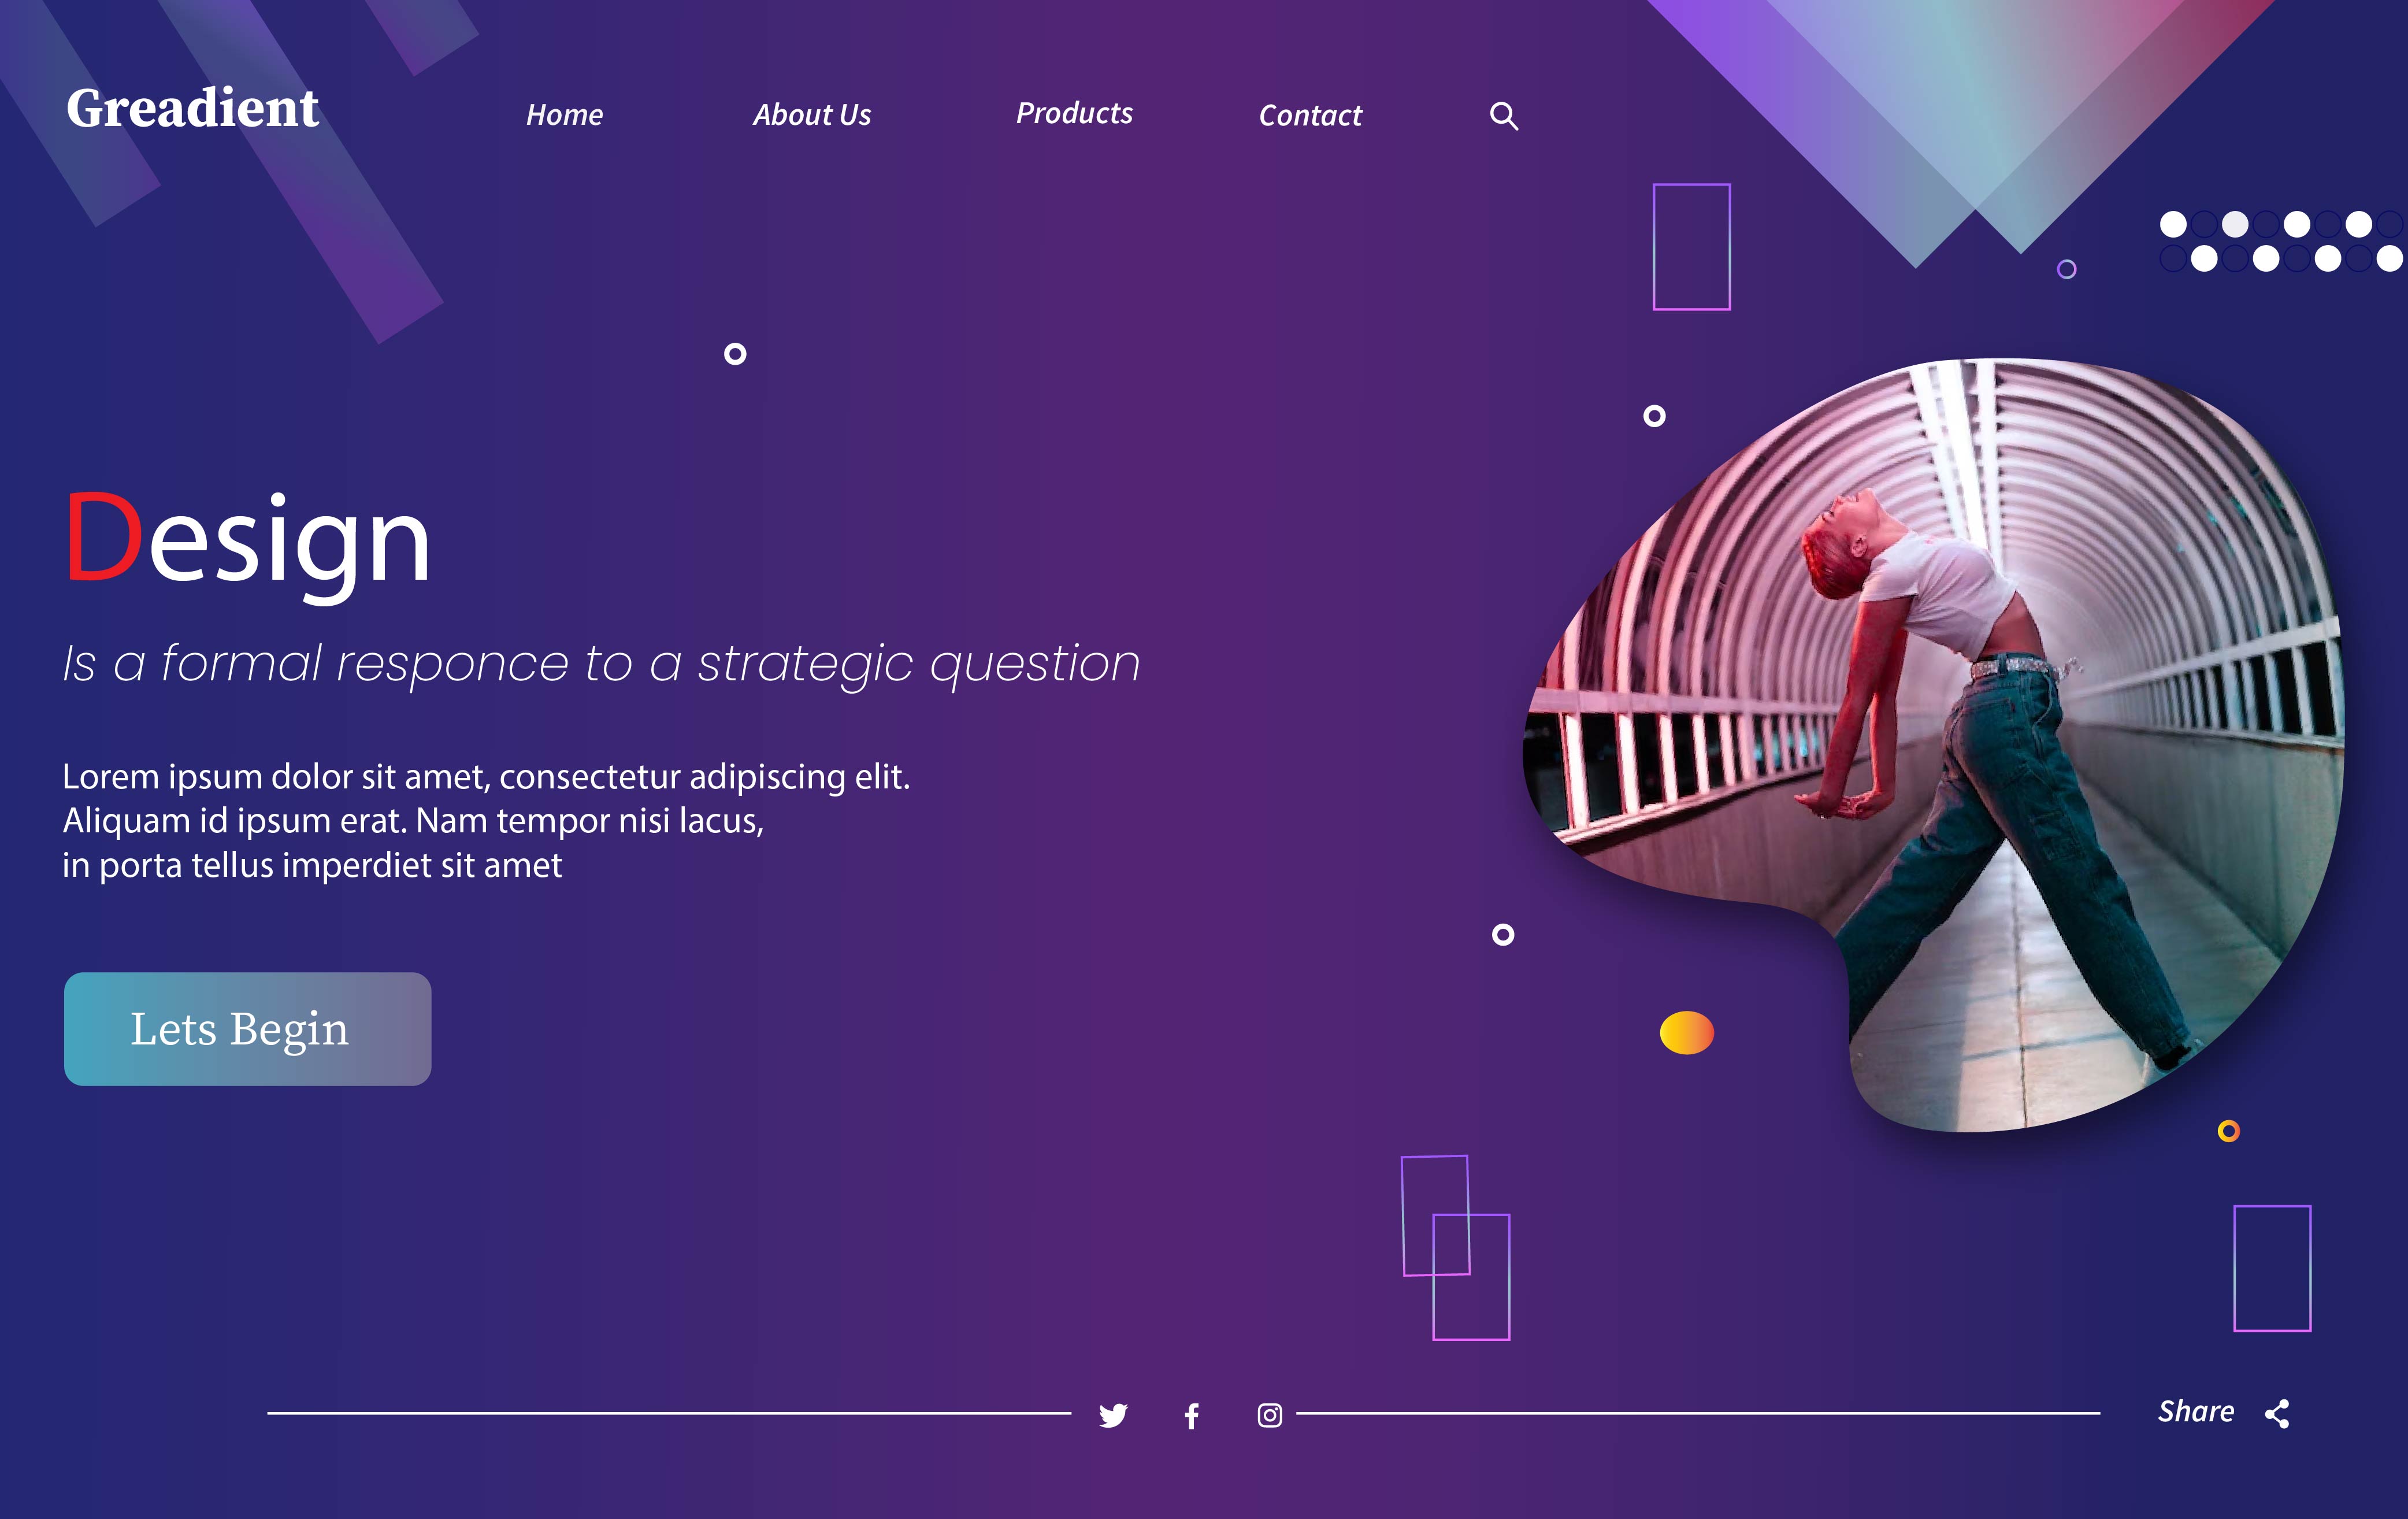 Greadient
Home
About Us
Products
Contact
Design
Is a formal responce to a strategic question
Lorem ipsum dolor sit amet, consectetur adipiscing elit.
Aliquam id ipsum erat. Nam tempor nisi lacus,
in porta tellus imperdiet sit amet
Lets Begin
Share